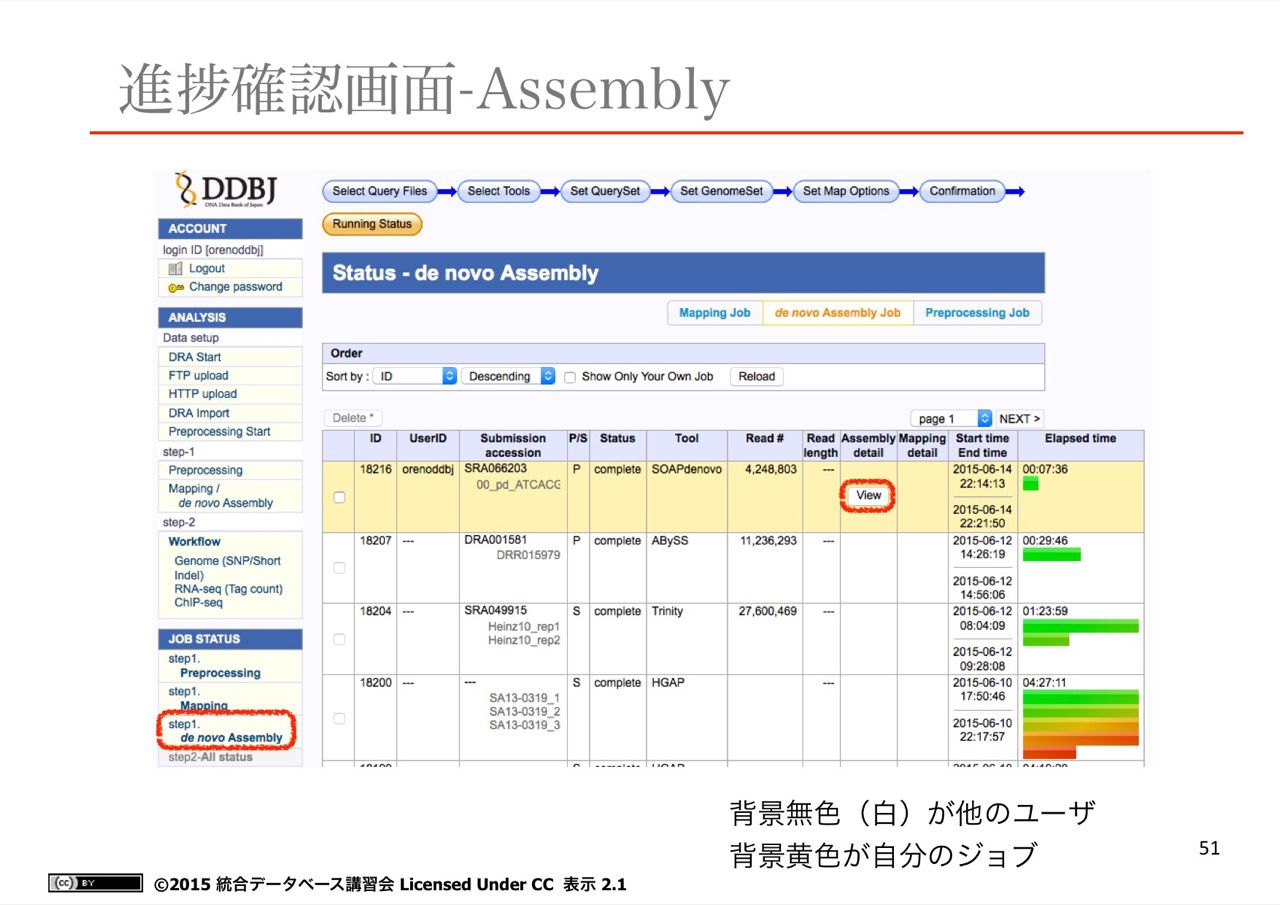 進捗確認画面-Assembly
DDBJ
DNA Data Bank of Japan
Select Query Files
Select Tools
Set QuerySet
Set GenomeSet
Set Map Options
Confirmation
Running Status
ACCOUNT
login ID [orenoddbj]
Logout
Change password
ANALYSIS
Data setup
DRA Start
FTP upload
HTTP upload
DRA Import
Preprocessing Start
step-1
Preprocessing
Mapping /
de novo Assembly
step-2
Workflow
Genome (SNP/Short
Indel)
RNA-seq (Tag count)
ChIP-seq
JOB STATUS
step1.
Preprocessing
step1.
Mapping
step1.
de novo Assembly
step2-All status
Status - de novo Assembly
Mapping Job
de novo Assembly Job
Preprocessing Job
Order
Sort by : ID Descending Show Only Your Own Job Reload
Delete *
page 1 NEXT >
ID UserID Submission accession P/S Status Tool Read # Read length Assembly detail Mapping detail Start time End time Elapsed time
18216 orenoddbj SRA066203 P complete SOAPdenovo 4,248,803 --- 2015-06-14 00:07:36
00_pd_ATCACG View 22:14:13
2015-06-14
22:21:50
18207 --- DRA001581 P complete ABySS 11,236,293 --- 2015-06-12 00:29:46
DRR015979 14:26:19
2015-06-12
14:56:06
18204 --- SRA049915 S complete Trinity 27,600,469 --- 2015-06-12 01:23:59
Heinz10_rep1 08:04:09
Heinz10_rep2
2015-06-12
09:28:08
18200 --- --- S complete HGAP --- 2015-06-10 04:27:11
SA13-0319_1 17:50:46
SA13-0319_2
SA13-0319_3 2015-06-10
22:17:57
背景無色（白）が他のユーザ
背景黄色が自分のジョブ
51
cc BY
©2015 統合データベース講習会 Licensed Under CC 表示 2.1